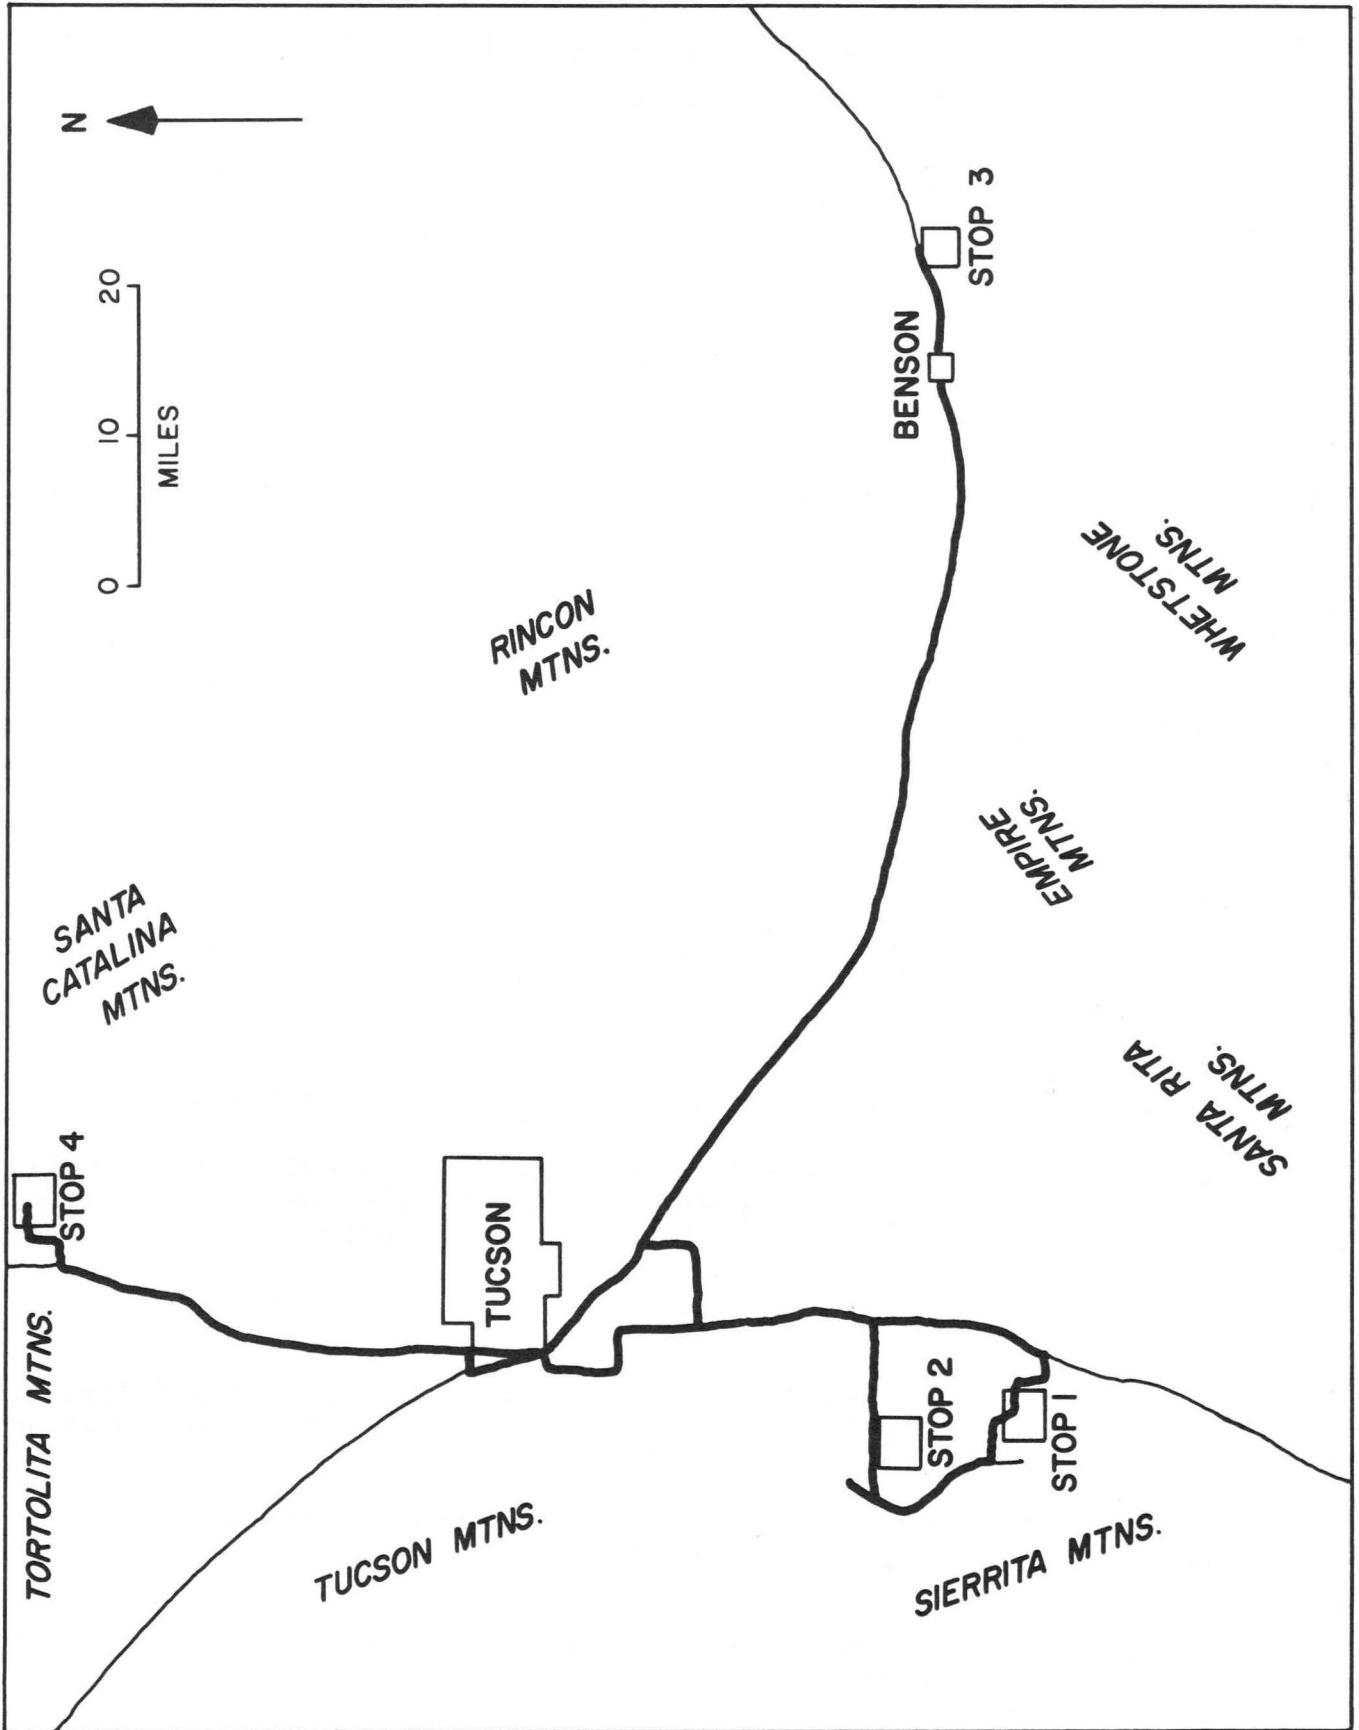 N
0 10 20
MILES
SANTA
CATALINA
MTNS.
TORTOLITA MTNS.
STOP 4
RINCON
MTNS.
TUCSON
TUCSON MTNS.
BENSON
STOP 3
STOP 2
STOP 1
SIERRITA MTNS.
EMPIRE
MTNS.
WHETSTONE
MTNS.
SANTA RITA
MTNS.